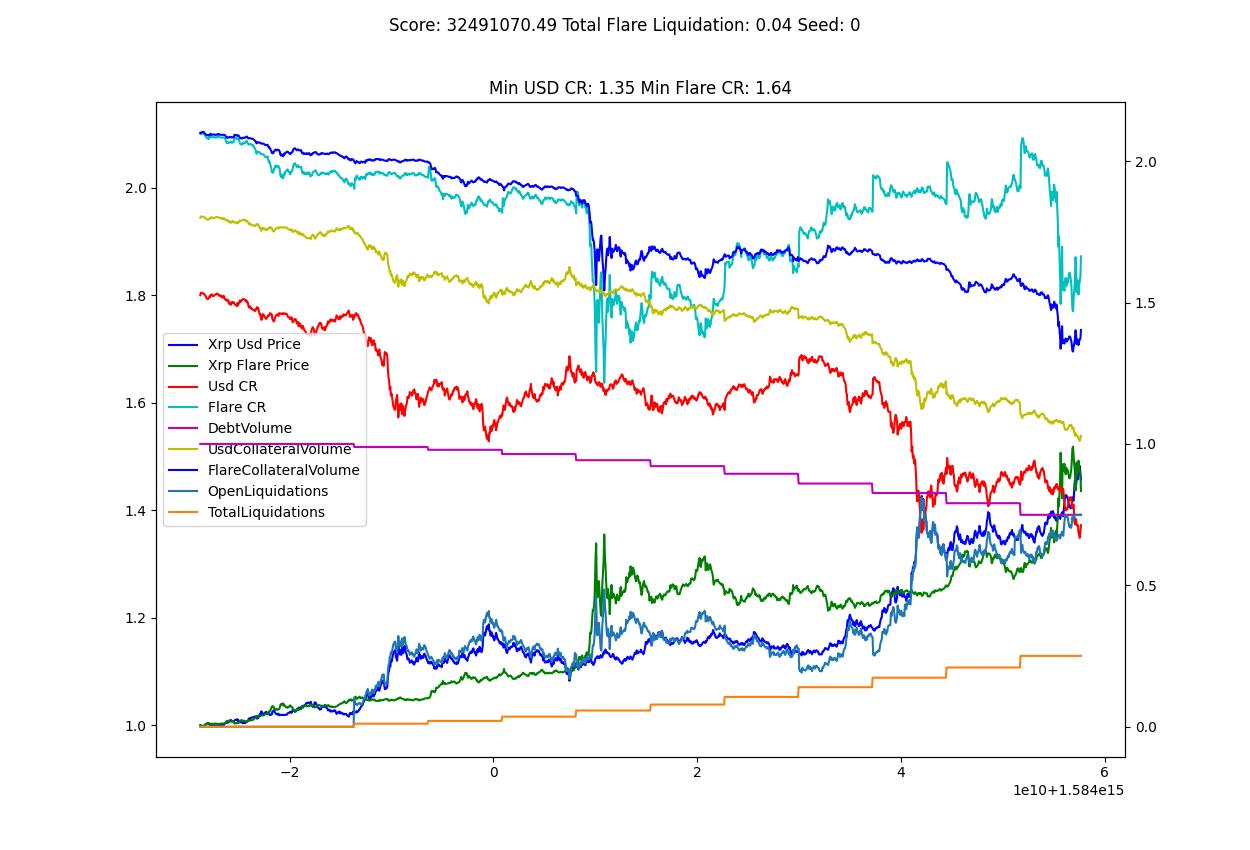 Score: 32491070.49 Total Flare Liquidation: 0.04 Seed: 0
Min USD CR: 1.35 Min Flare CR: 1.64
2.0
1.8
1.6
1.4
1.2
1.0
Xrp Usd Price
Xrp Flare Price
Usd CR
Flare CR
DebtVolume
UsdCollateralVolume
FlareCollateralVolume
OpenLiquidations
TotalLiquidations
2.0
1.5
1.0
0.5
0.0
−2
0
2
4
6
1e10+1.584e15